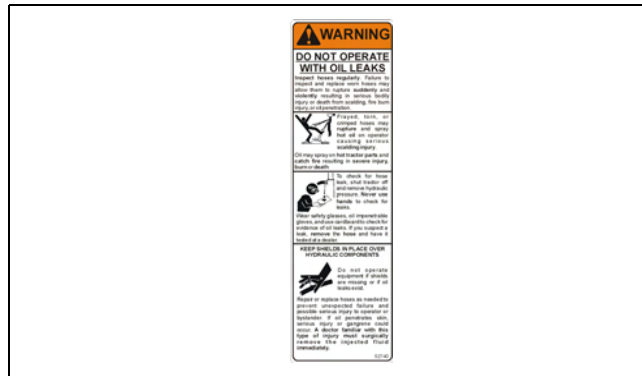 WARNING
DO NOT OPERATE
WITH OIL LEAKS
Inspect hoses regularly. Failure to
inspect and replace worn hoses may
allow them to rupture suddenly and
violently resulting in serious bodily
injury or death from scalding, fire burn
injury, or oil penetration.
Frayed, torn, or
crimped hoses may
rupture and spray
hot oil on operator
causing serious
scalding injury.
Oil may spray on hot tractor parts and
catch fire resulting in severe injury,
burn or death.
To check for hose
leak, shut tractor off
and remove hydraulic
pressure. Never use
hands to check for
leaks.
Wear safety glasses, oil impenetrable
gloves, and use cardboard to check for
evidence of oil leaks. If you suspect a
leak, remove the hose and have it
tested at a dealer.
KEEP SHIELDS IN PLACE OVER
HYDRAULIC COMPONENTS
Do not operate
equipment if shields
are missing or if oil
leaks exist.
Repair or replace hoses as needed to
prevent unexpected failure and
possible serious injury to operator or
bystander. If oil penetrates skin,
serious injury or gangrene could
occur. A doctor familiar with this
type of injury must surgically
remove the injected fluid
immediately.